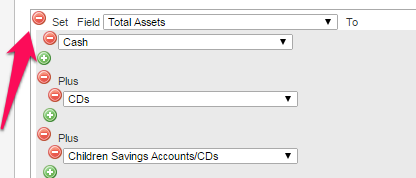 Set Field Total Assets To
Cash
Plus
CDs
Plus
Children Savings Accounts/CDs